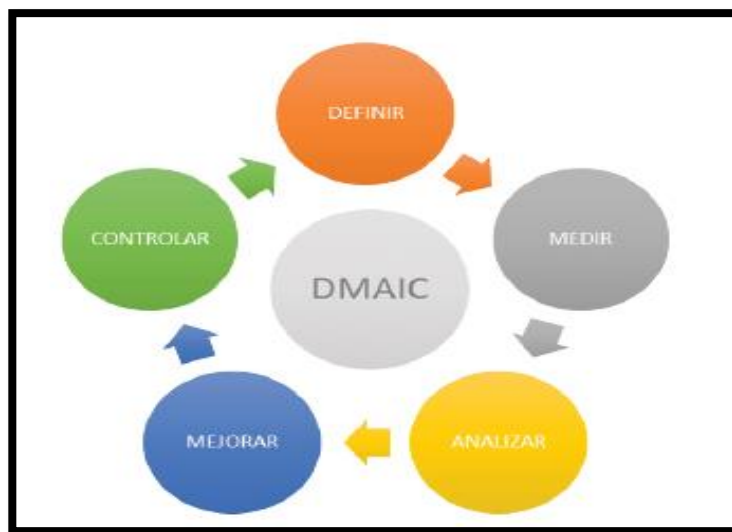 DEFINIR
MEDIR
ANALIZAR
MEJORAR
CONTROLAR
DMAIC